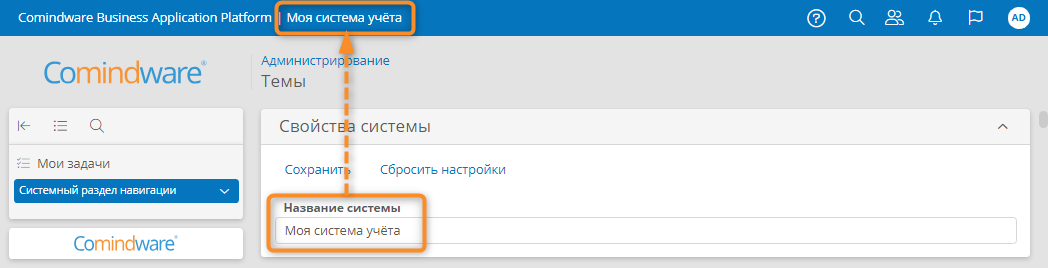 Comindware Business Application Platform | Моя система учёта
AD
Comindware®
Администрирование
Темы
Мои задачи
Системный раздел навигации
Comindware®
Свойства системы
Сохранить Сбросить настройки
Название системы
Моя система учёта